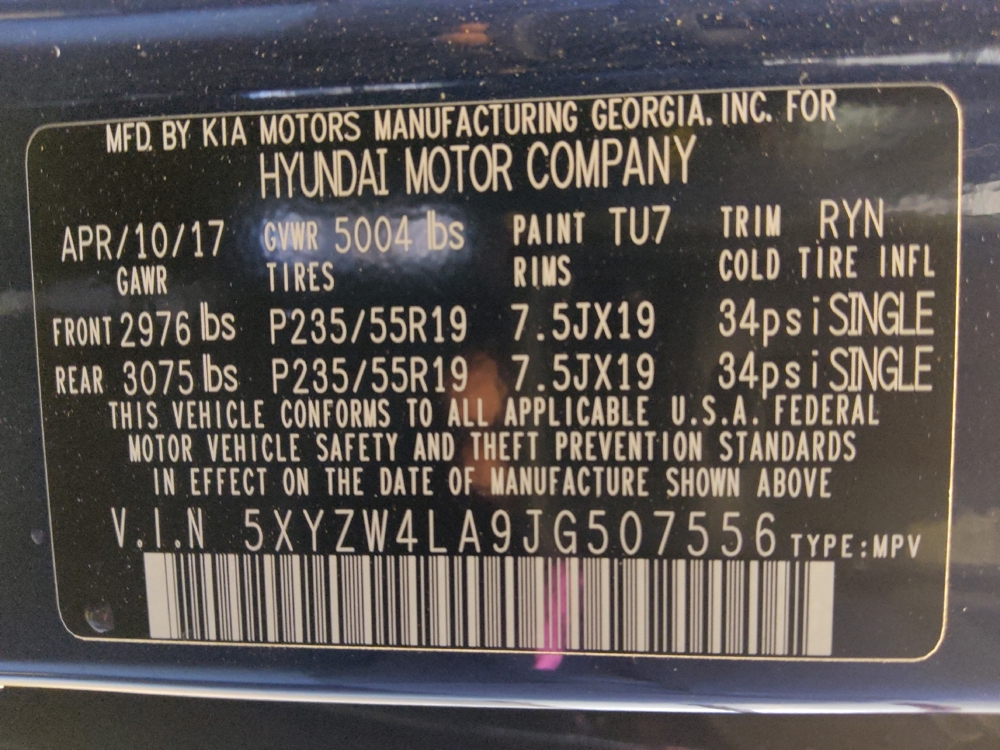 MFD. BY KIA MOTORS MANUFACTURING GEORGIA, INC. FOR
HYUNDAI MOTOR COMPANY
APR/10/17 GVWR 5004 lbs PAINT TU7 TRIM RYN
GAWR TIRES RIMS COLD TIRE INFL
FRONT 2976 lbs P235/55R19 7.5JX19 34psi SINGLE
REAR 3075 lbs P235/55R19 7.5JX19 34psi SINGLE
THIS VEHICLE CONFORMS TO ALL APPLICABLE U.S.A. FEDERAL
MOTOR VEHICLE SAFETY AND THEFT PREVENTION STANDARDS
IN EFFECT ON THE DATE OF MANUFACTURE SHOWN ABOVE
V.I.N 5XYZW4LA9JG507556 TYPE:MPV